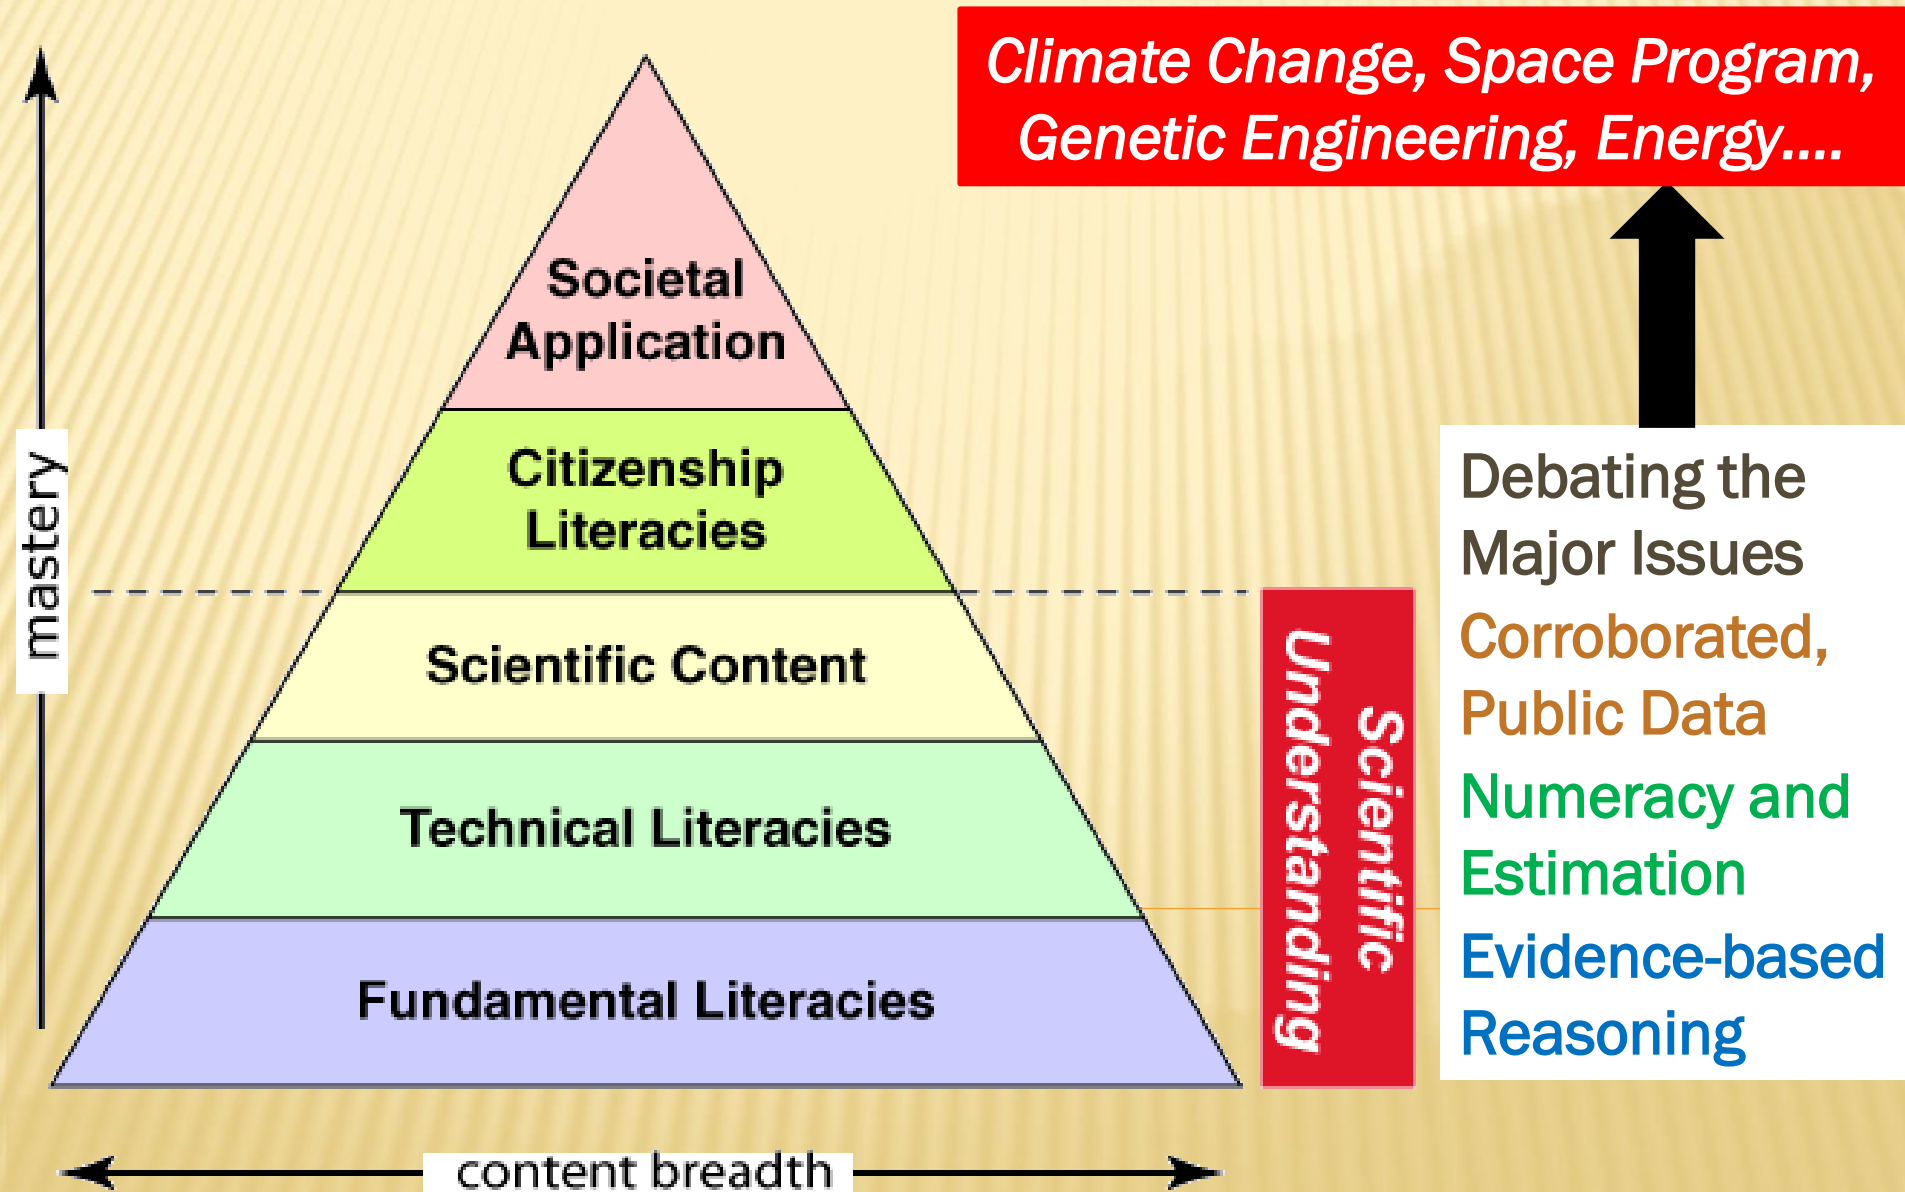 Climate Change, Space Program,
Genetic Engineering, Energy....
Societal
Application
Citizenship
Literacies
Scientific Content
Technical Literacies
Fundamental Literacies
mastery
content breadth
Scientific
Understanding
Debating the
Major Issues
Corroborated,
Public Data
Numeracy and
Estimation
Evidence-based
Reasoning